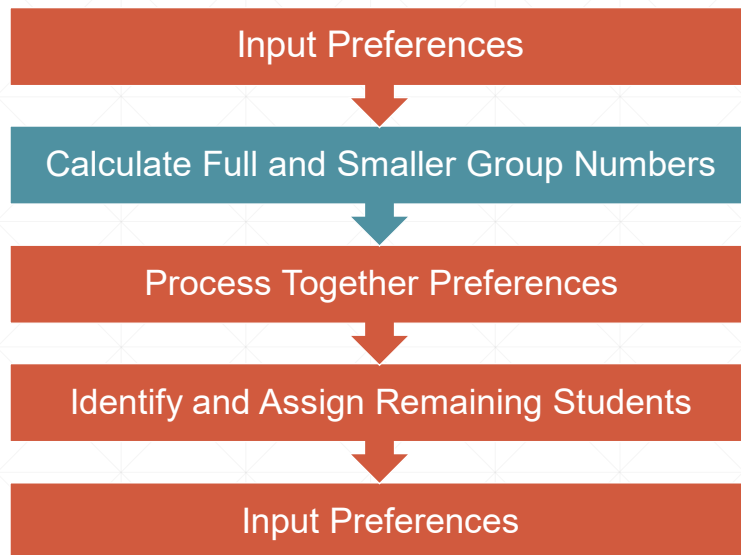 Input Preferences
Calculate Full and Smaller Group Numbers
Process Together Preferences
Identify and Assign Remaining Students
Input Preferences